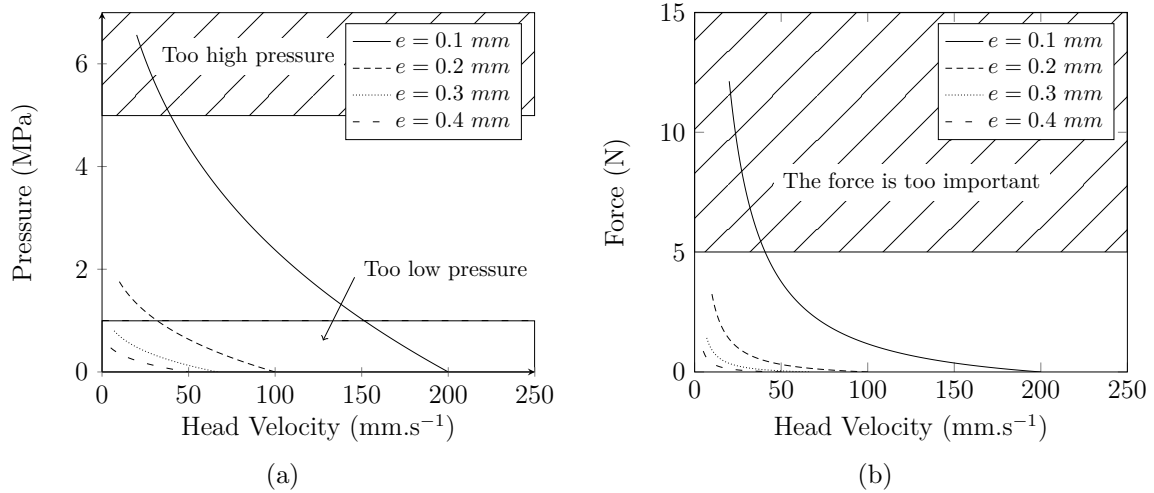 Too high pressure
e = 0.1 mm
e = 0.2 mm
e = 0.3 mm
e = 0.4 mm
Too low pressure
6
4
2
0
0 50 100 150 200 250
Pressure (MPa)
Head Velocity (mm.s⁻¹)
(a)
e = 0.1 mm
e = 0.2 mm
e = 0.3 mm
e = 0.4 mm
The force is too important
15
10
5
0
0 50 100 150 200 250
Force (N)
Head Velocity (mm.s⁻¹)
(b)